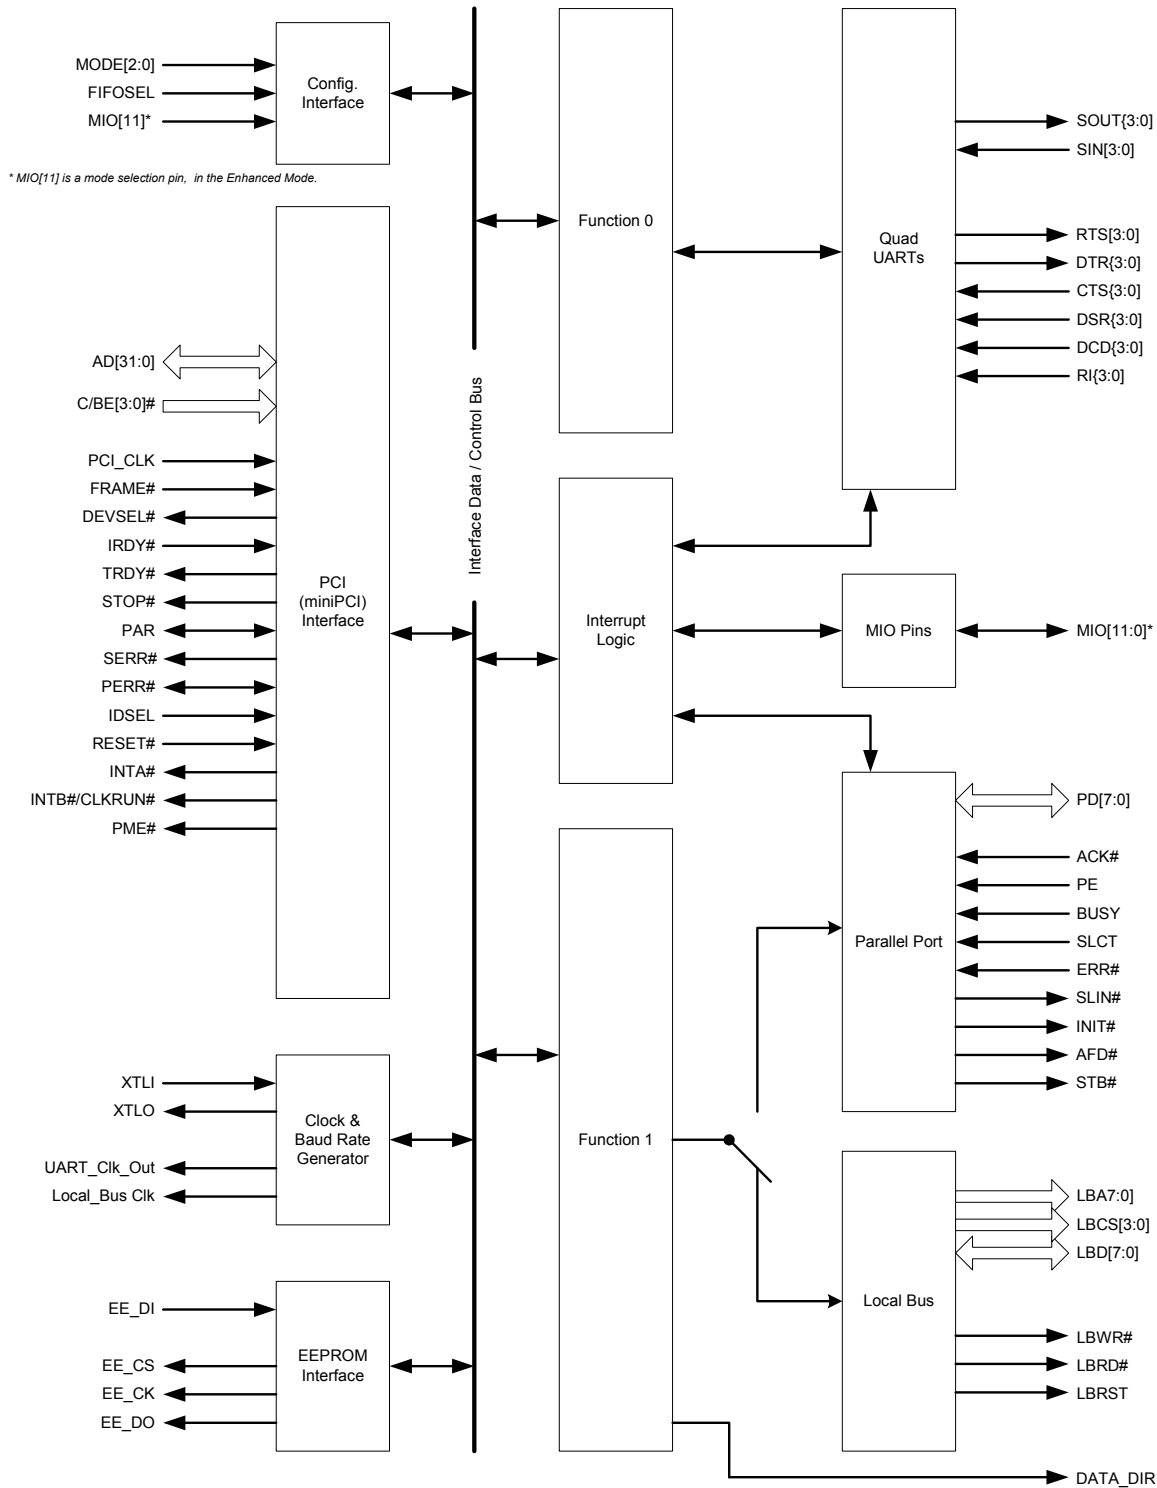 MODE[2:0]
FIFOSEL
MIO[11]*
Config.
Interface
* MIO[11] is a mode selection pin, in the Enhanced Mode.
AD[31:0]
C/BE[3:0]#
PCI_CLK
FRAME#
DEVSEL#
IRDY#
TRDY#
STOP#
PAR
SERR#
PERR#
IDSEL
RESET#
INTA#
INTB#/CLKRUN#
PME#
PCI
(miniPCI)
Interface
XTLI
XTLO
UART_Clk_Out
Local_Bus Clk
Clock &
Baud Rate
Generator
EE_DI
EE_CS
EE_CK
EE_DO
EEPROM
Interface
Interface Data / Control Bus
Function 0
Interrupt
Logic
Function 1
Quad
UARTs
SOUT{3:0]
SIN[3:0]
RTS[3:0]
DTR{3:0]
CTS{3:0]
DSR{3:0]
DCD{3:0]
RI{3:0]
MIO Pins
MIO[11:0]*
Parallel Port
PD[7:0]
ACK#
PE
BUSY
SLCT
ERR#
SLIN#
INIT#
AFD#
STB#
Local Bus
LBA7:0]
LBCS[3:0]
LBD[7:0]
LBWR#
LBRD#
LBRST
DATA_DIR